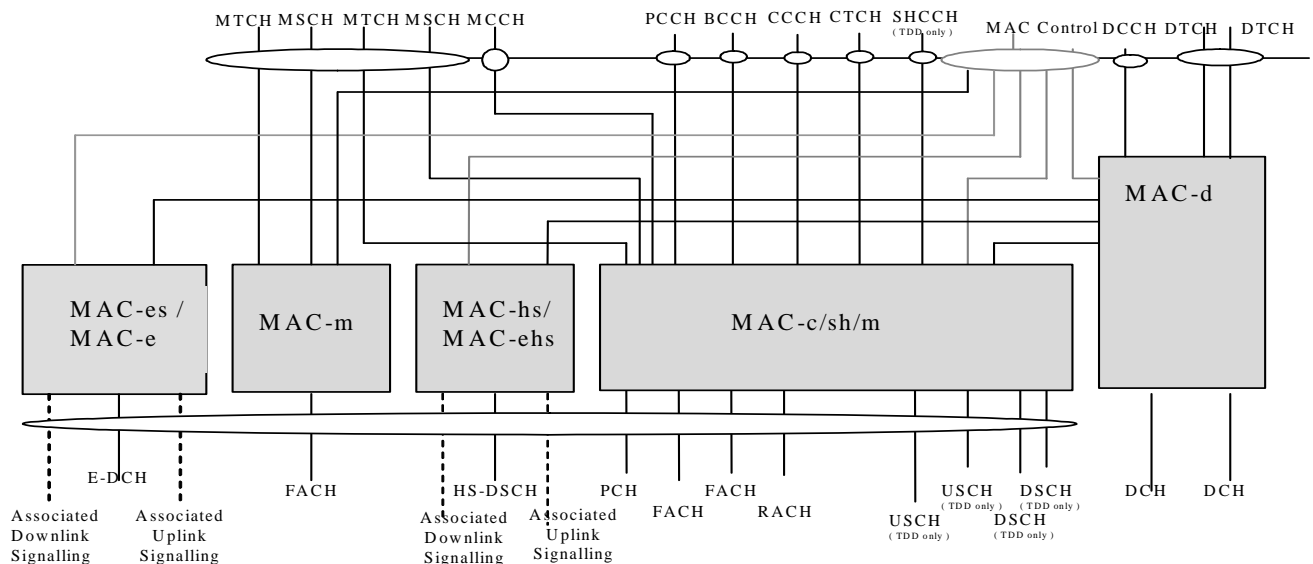 MTCH MSCH MTCH MSCH MCCH PCCH BCCH CCCH CTCH SHCCH MAC Control DCCH DTCH DTCH
( TDD only )
MAC-d
MAC-es /
MAC-e
MAC-m
MAC-hs/
MAC-ehs
MAC-c/sh/m
E-DCH
FACH
HS-DSCH
PCH
FACH
FACH
RACH
USCH
( TDD only )
USCH
( TDD only )
DSCH
( TDD only )
DSCH
( TDD only )
DCH
DCH
Associated
Downlink
Signalling
Associated
Uplink
Signalling
Associated
Downlink
Signalling
Associated
Uplink
Signalling